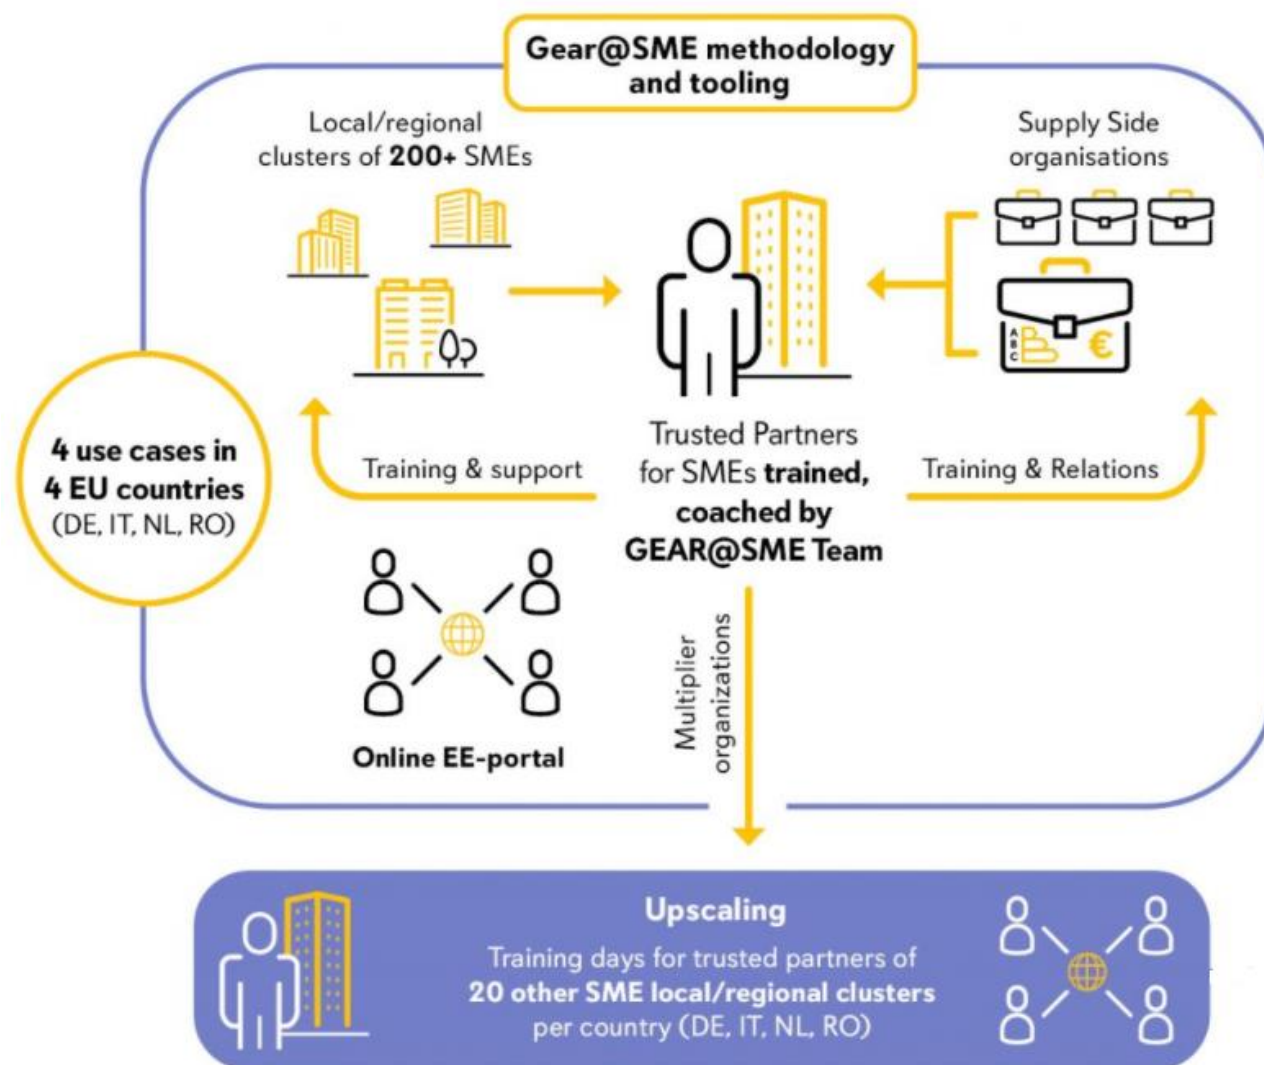 Gear@SME methodology
and tooling
Local/regional
clusters of 200+ SMEs
Supply Side
organisations
A
B
C
€
4 use cases in
4 EU countries
(DE, IT, NL, RO)
Training & support
Trusted Partners
for SMEs trained,
coached by
GEAR@SME Team
Training & Relations
Online EE-portal
Multiplier
organizations
Upscaling
Training days for trusted partners of
20 other SME local/regional clusters
per country (DE, IT, NL, RO)